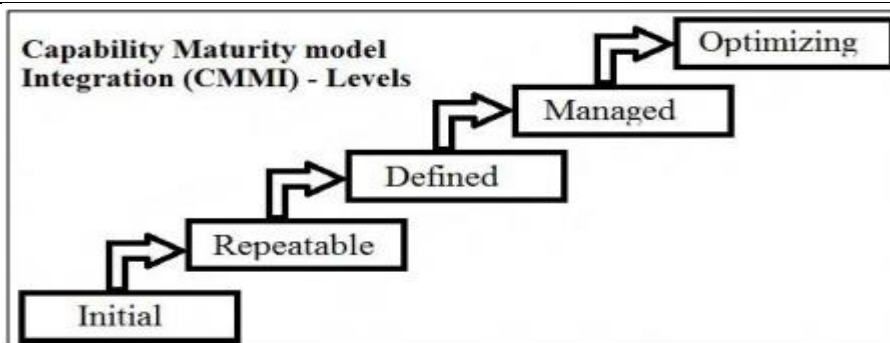 Capability Maturity model
Integration (CMMI) - Levels
Optimizing
Managed
Defined
Repeatable
Initial